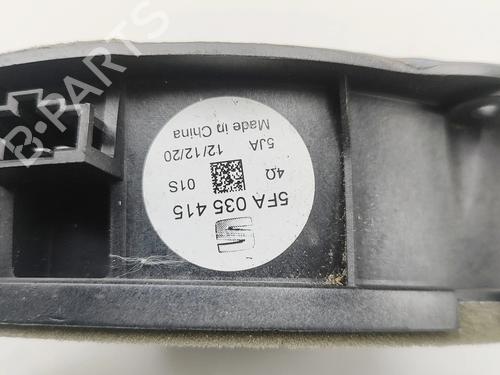 5FA 035 415
4Ω 01S
5JA 12/12/20
Made in China
B-PARTS